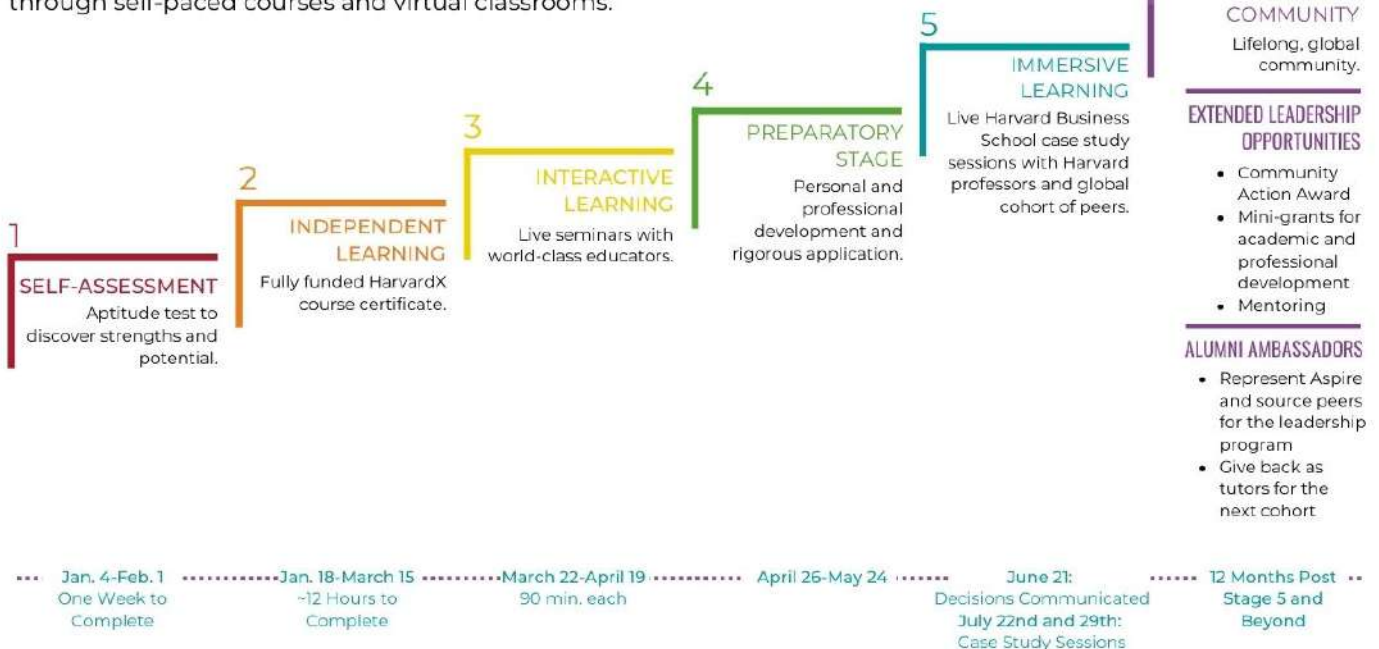 through self-paced courses and virtual classrooms.
1
SELF-ASSESSMENT
Aptitude test to
discover strengths and
potential.
2
INDEPENDENT
LEARNING
Fully funded HarvardX
course certificate.
3
INTERACTIVE
LEARNING
Live seminars with
world-class educators.
4
PREPARATORY
STAGE
Personal and
professional
development and
rigorous application.
5
IMMERSIVE
LEARNING
Live Harvard Business
School case study
sessions with Harvard
professors and global
cohort of peers.
COMMUNITY
Lifelong, global
community.
EXTENDED LEADERSHIP
OPPORTUNITIES
• Community
Action Award
• Mini-grants for
academic and
professional
development
• Mentoring
ALUMNI AMBASSADORS
• Represent Aspire
and source peers
for the leadership
program
• Give back as
tutors for the
next cohort
Jan. 4-Feb. 1
One Week to
Complete
Jan. 18-March 15
~12 Hours to
Complete
March 22-April 19
90 min. each
April 26-May 24
June 21:
Decisions Communicated
July 22nd and 29th:
Case Study Sessions
12 Months Post
Stage 5 and
Beyond